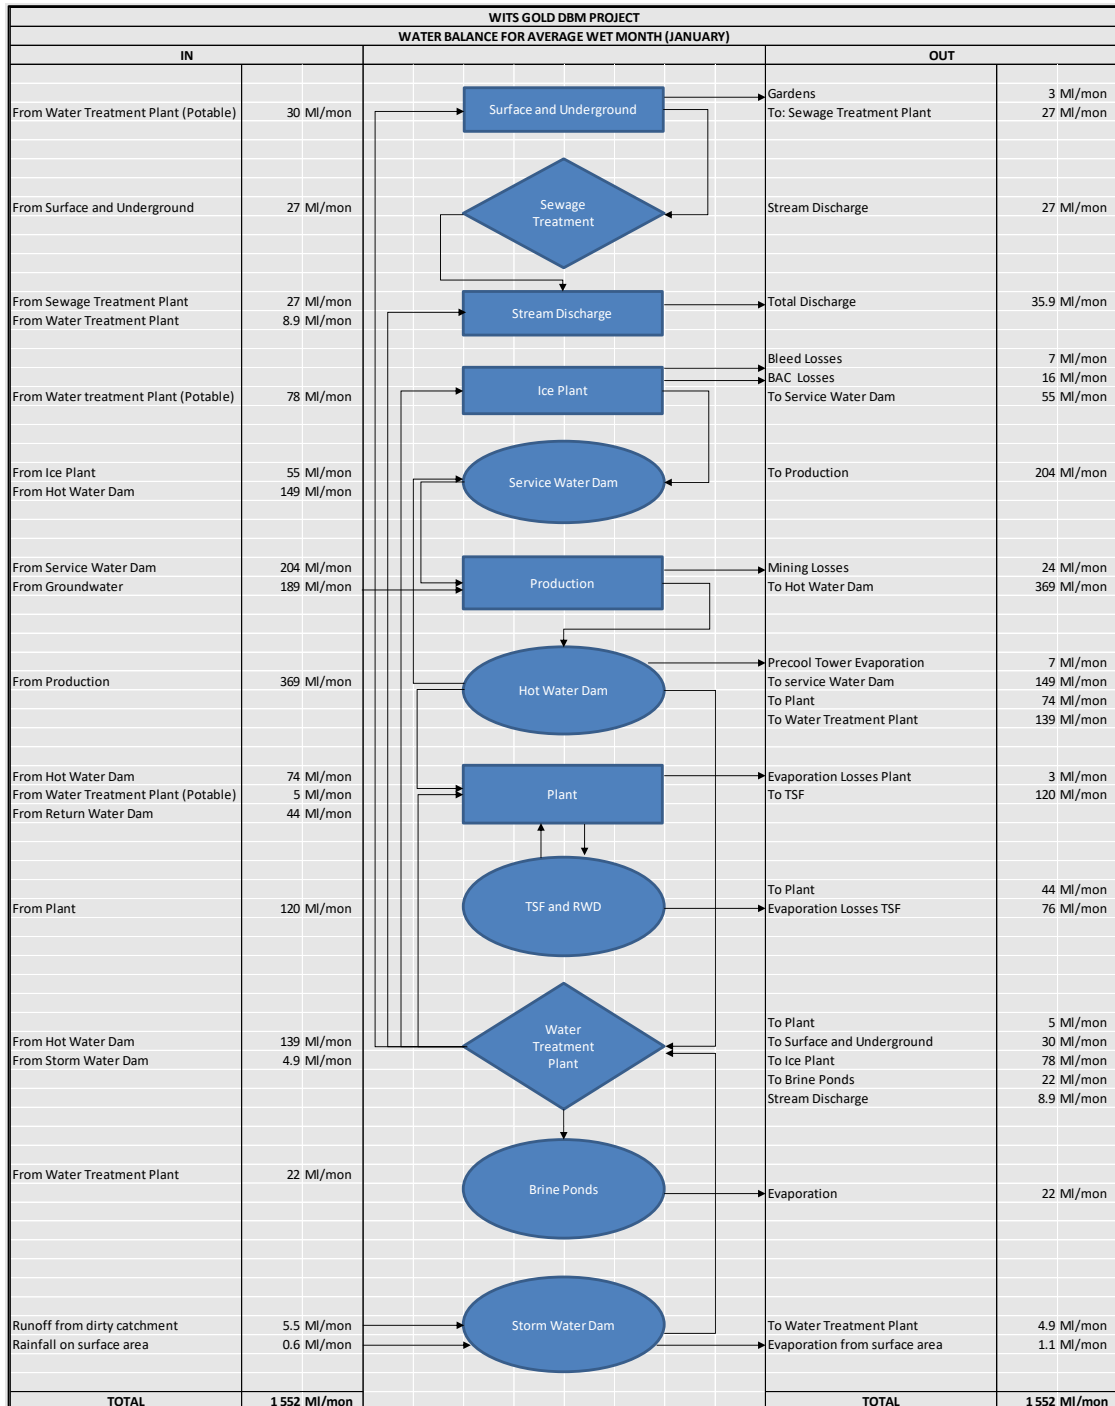 WITS GOLD DBM PROJECT
WATER BALANCE FOR AVERAGE WET MONTH (JANUARY)
IN OUT
Surface and Underground
Gardens 3 Ml/mon
From Water Treatment Plant (Potable) 30 Ml/mon To: Sewage Treatment Plant 27 Ml/mon
From Surface and Underground 27 Ml/mon Stream Discharge 27 Ml/mon
Sewage
Treatment
From Sewage Treatment Plant 27 Ml/mon Total Discharge 35.9 Ml/mon
From Water Treatment Plant 8.9 Ml/mon
Stream Discharge
Bleed Losses 7 Ml/mon
BAC Losses 16 Ml/mon
Ice Plant
From Water treatment Plant (Potable) 78 Ml/mon To Service Water Dam 55 Ml/mon
From Ice Plant 55 Ml/mon To Production 204 Ml/mon
Service Water Dam
From Hot Water Dam 149 Ml/mon
From Service Water Dam 204 Ml/mon Mining Losses 24 Ml/mon
Production
From Groundwater 189 Ml/mon To Hot Water Dam 369 Ml/mon
Precool Tower Evaporation 7 Ml/mon
From Production 369 Ml/mon To service Water Dam 149 Ml/mon
Hot Water Dam
To Plant 74 Ml/mon
To Water Treatment Plant 139 Ml/mon
From Hot Water Dam 74 Ml/mon Evaporation Losses Plant 3 Ml/mon
From Water Treatment Plant (Potable) 5 Ml/mon Plant To TSF 120 Ml/mon
From Return Water Dam 44 Ml/mon
To Plant 44 Ml/mon
From Plant 120 Ml/mon TSF and RWD Evaporation Losses TSF 76 Ml/mon
To Plant 5 Ml/mon
Water
Treatment
Plant
From Hot Water Dam 139 Ml/mon To Surface and Underground 30 Ml/mon
From Storm Water Dam 4.9 Ml/mon To Ice Plant 78 Ml/mon
To Brine Ponds 22 Ml/mon
Stream Discharge 8.9 Ml/mon
From Water Treatment Plant 22 Ml/mon
Brine Ponds
Evaporation 22 Ml/mon
Runoff from dirty catchment 5.5 Ml/mon Storm Water Dam To Water Treatment Plant 4.9 Ml/mon
Rainfall on surface area 0.6 Ml/mon Evaporation from surface area 1.1 Ml/mon
TOTAL 1 552 Ml/mon TOTAL 1 552 Ml/mon